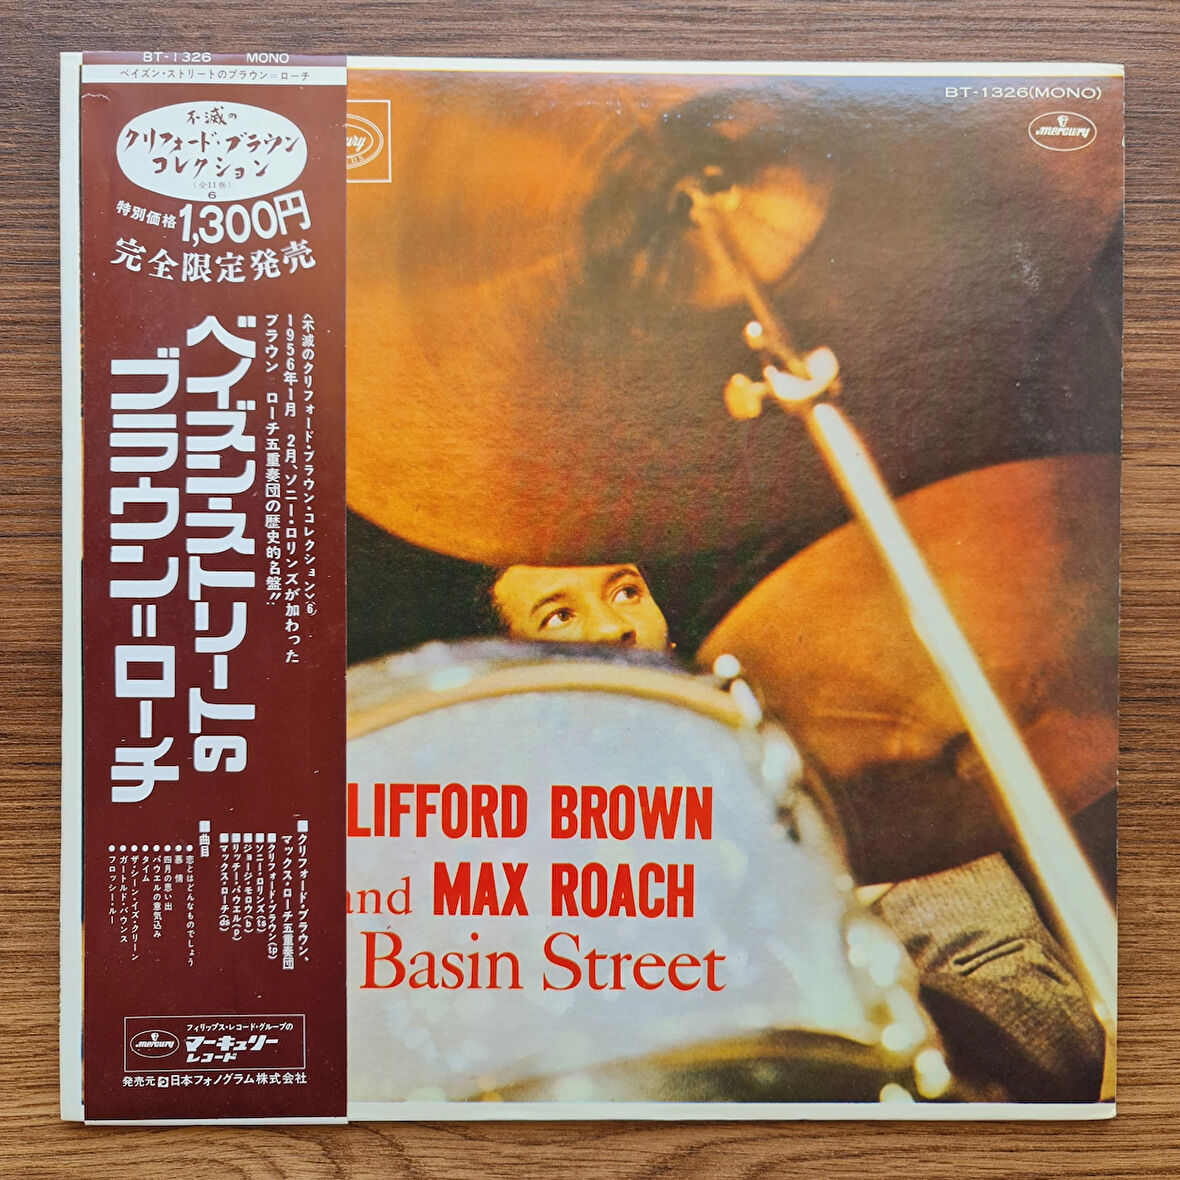 BT-1326 MONO
ベイズン・ストリートのブラウン=ローチ
不滅の
クリフォード・ブラウン
コレクション
(全11巻)
6
特別価格1,300円
完全限定発売
〈不滅のクリフォード・ブラウン・コレクション〉⑥
1956年1月 2月、ソニー・ロリンズが加わった
ブラウン ローチ五重奏団の歴史的名盤!!
ベイズン・ストリートの
ブラウン=ローチ
■クリフォード・ブラウン、
マックス・ローチ五重奏団
■クリフォード・ブラウン(tp)
■ソニー・ロリンズ(ts)
■ジョージ・モロウ(b)
■リッチー・パウエル(p)
■マックス・ローチ(ds)
■曲目
●恋とはどんなものでしょう
●慕情
●四月の思い出
●パウエルの意気込み
●タイム
●ザ・シーン・イズ・クリーン
●ガートルド・バウンス
●フロッシー・ルー
mercury
フィリップス・レコード・グループの
マーキュリー
レコード
発売元 日本フォノグラム株式会社
BT-1326(MONO)
mercury
LIFFORD BROWN
and MAX ROACH
Basin Street